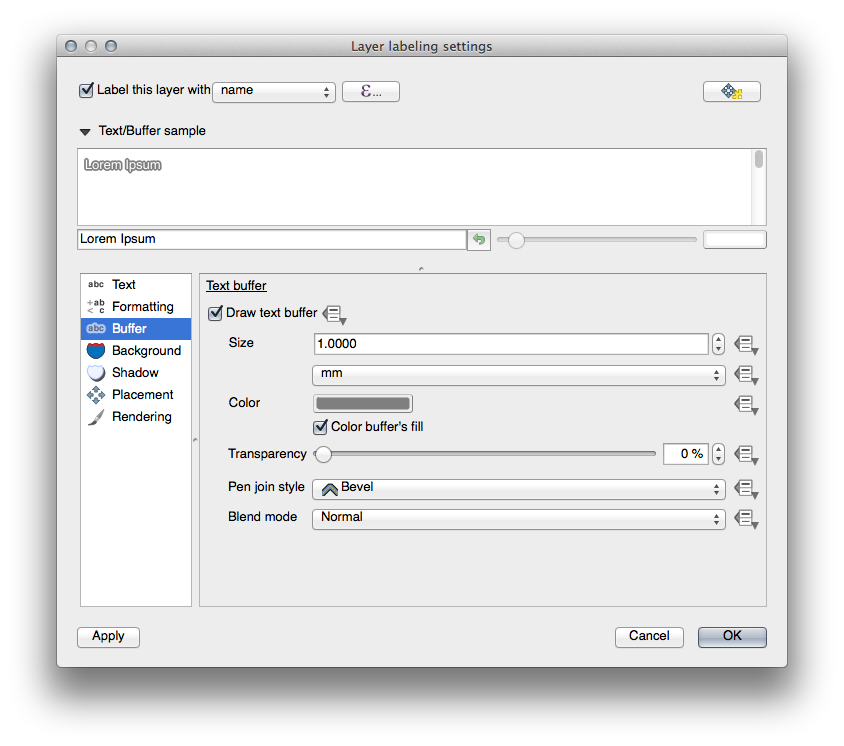 Layer labeling settings
Label this layer with name ε...
Text/Buffer sample
Lorem Ipsum
Lorem Ipsum
abc Text
+ab < c Formatting
abc Buffer
Background
Shadow
Placement
Rendering
Text buffer
Draw text buffer
Size 1.0000
mm
Color
Color buffer's fill
Transparency 0 %
Pen join style Bevel
Blend mode Normal
Apply Cancel OK